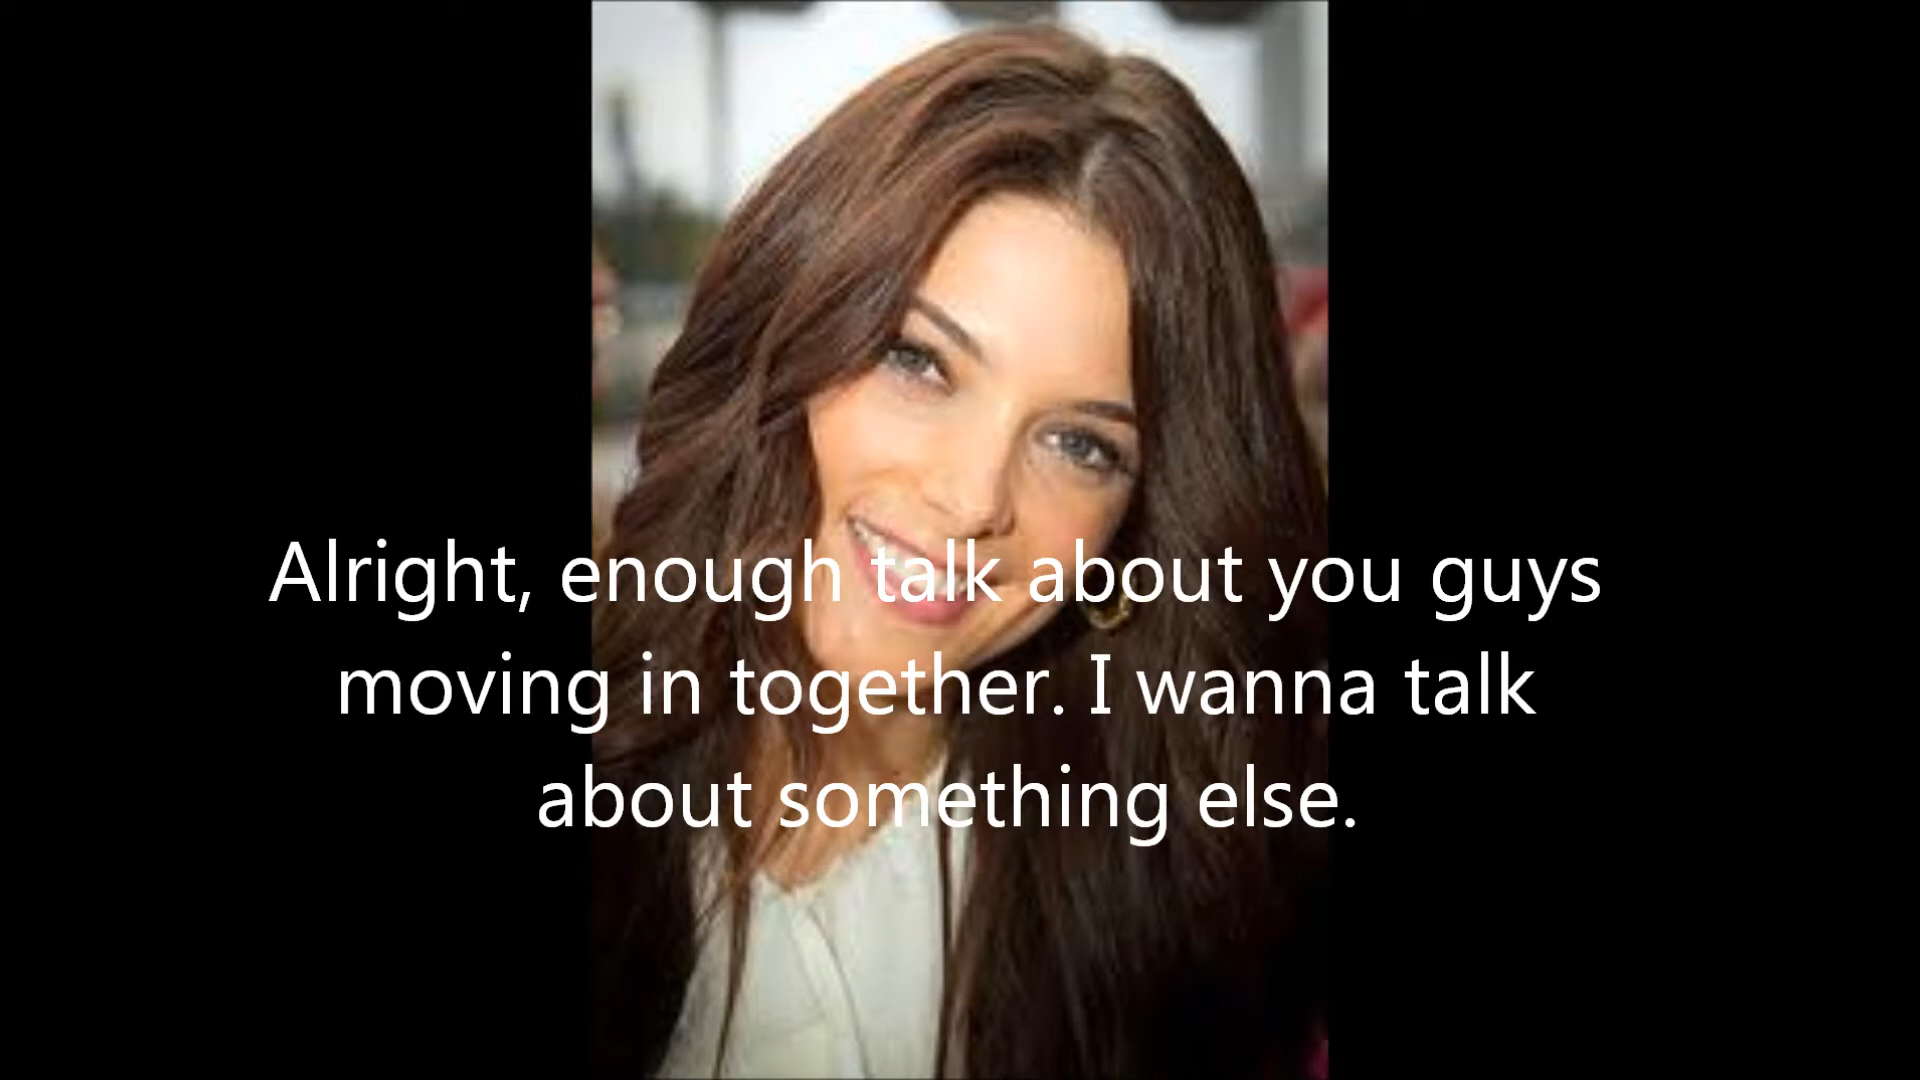 Alright, enough talk about you guys
moving in together. I wanna talk
about something else.